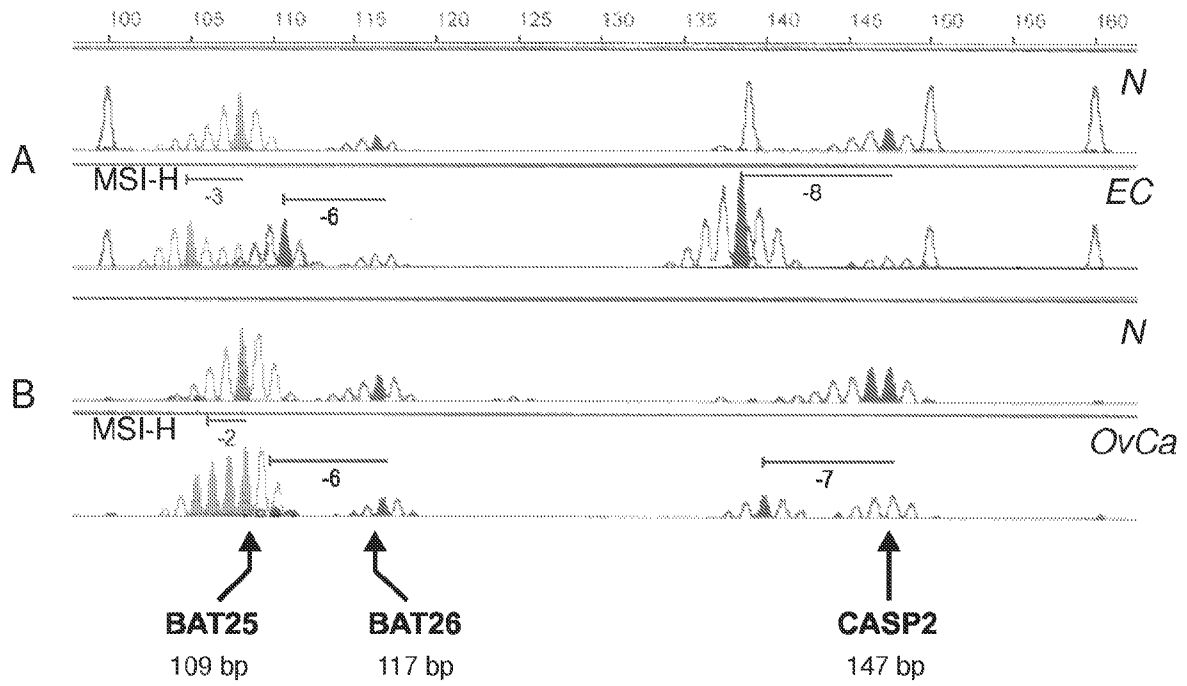 100 105 110 115 120 125 130 135 140 145 150 155 160
N
A
MSI-H -3 -6 -8 EC
N
B
MSI-H -2 -6 -7 OvCa
BAT25 BAT26 CASP2
109 bp 117 bp 147 bp